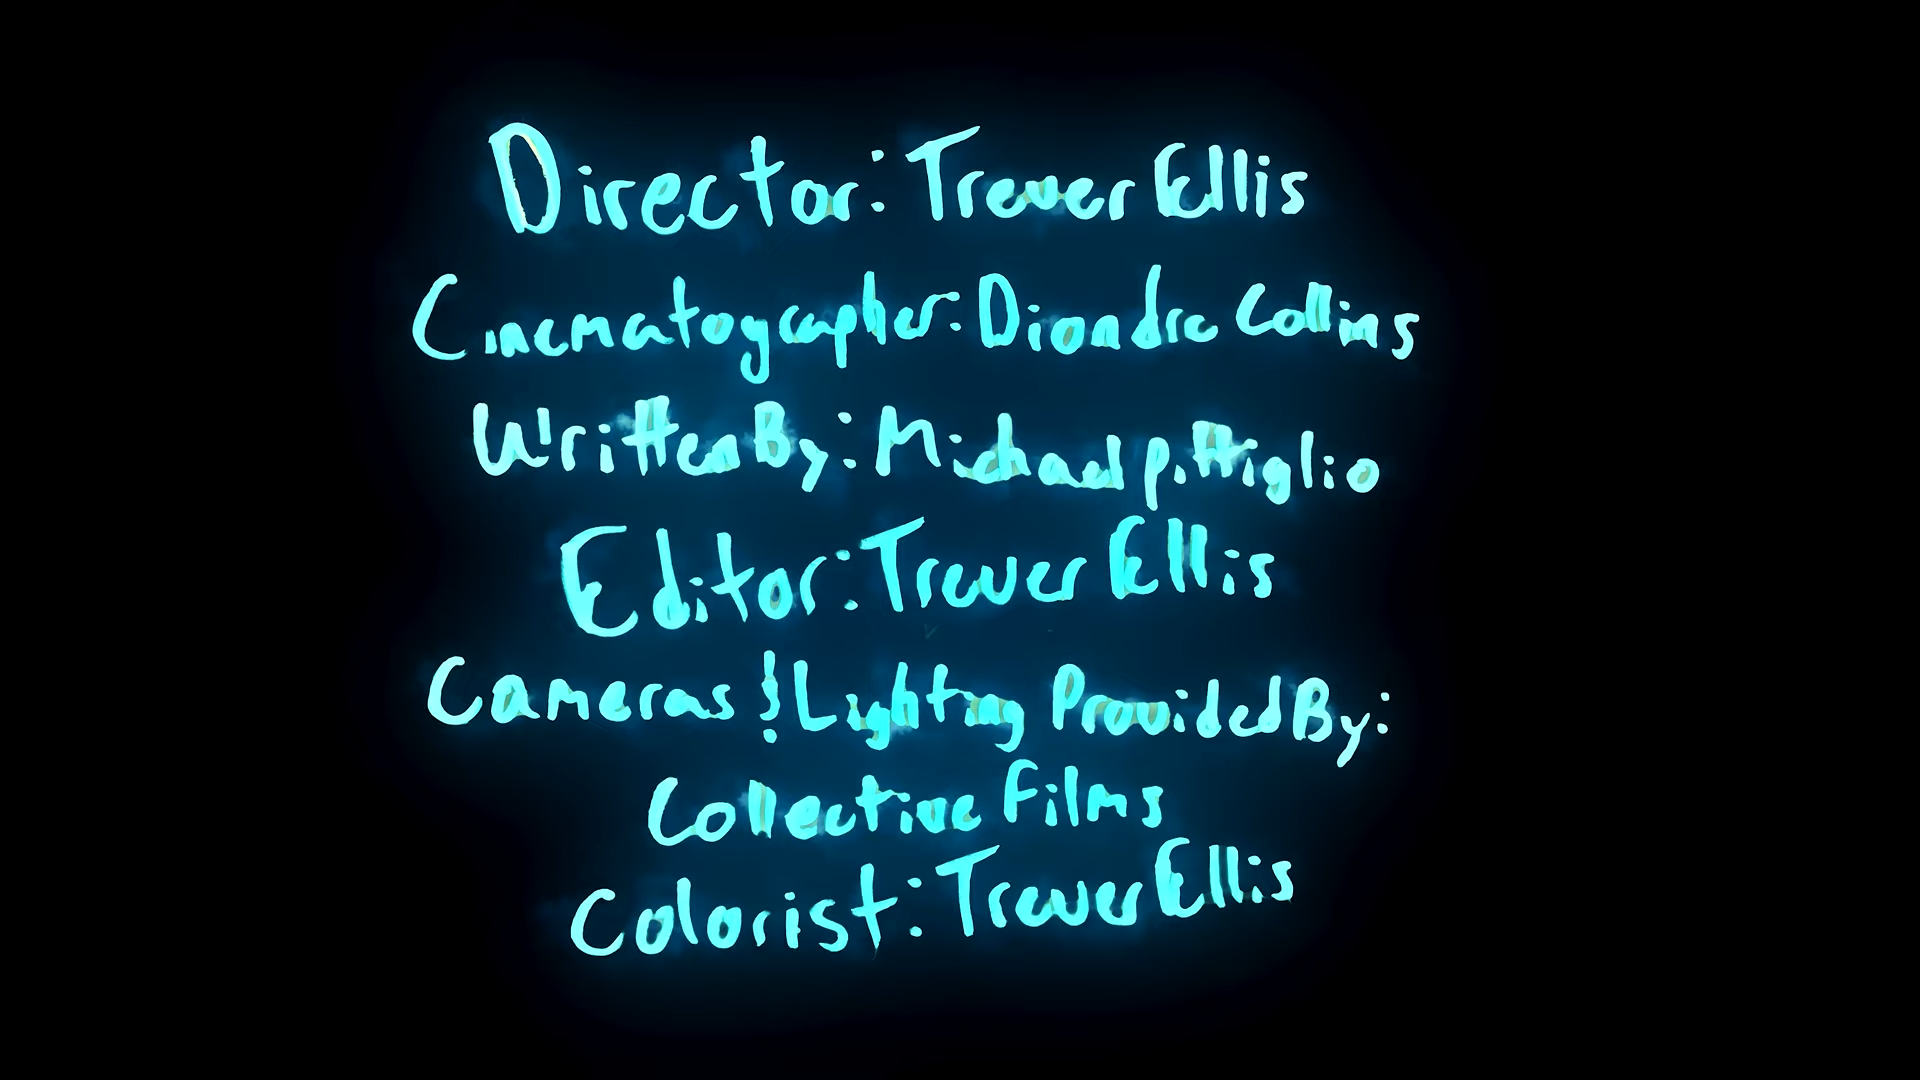 Director: Trever Ellis
Cinematographer: Diondre Collins
Written By: Michael Pittiglio
Editor: Trever Ellis
Cameras & Lighting Provided By:
Collective Films
Colorist: Trever Ellis